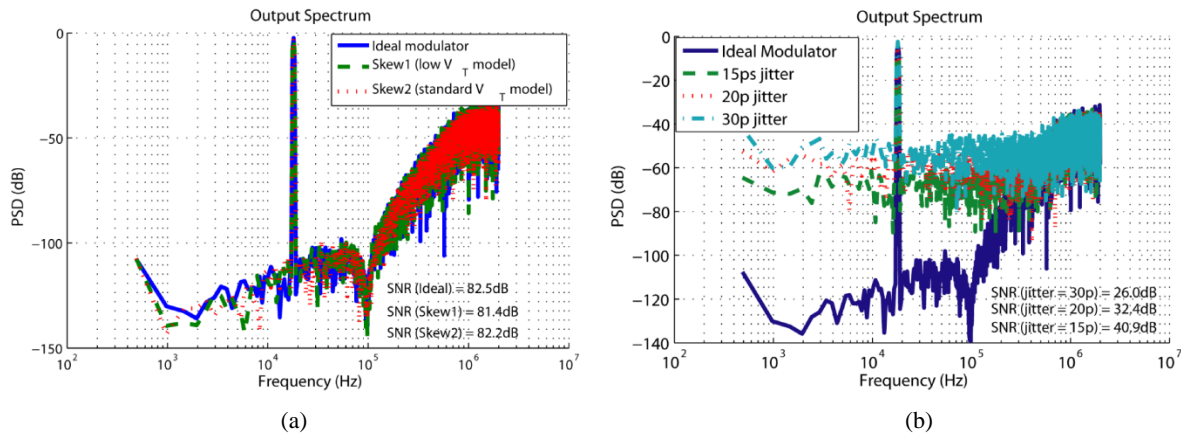 Output Spectrum
0
−50
−100
−150
PSD (dB)
Ideal modulator
Skew1 (low V T model)
Skew2 (standard V T model)
SNR (Ideal) = 82.5dB
SNR (Skew1) = 81.4dB
SNR (Skew2) = 82.2dB
10^2 10^3 10^4 10^5 10^6 10^7
Frequency (Hz)
(a)
Output Spectrum
0
−20
−40
−60
−80
−100
−120
−140
PSD (dB)
Ideal Modulator
15ps jitter
20p jitter
30p jitter
SNR (jitter = 30p) = 26.0dB
SNR (jitter = 20p) = 32.4dB
SNR (jitter = 15p) = 40.9dB
10^2 10^3 10^4 10^5 10^6 10^7
Frequency (Hz)
(b)